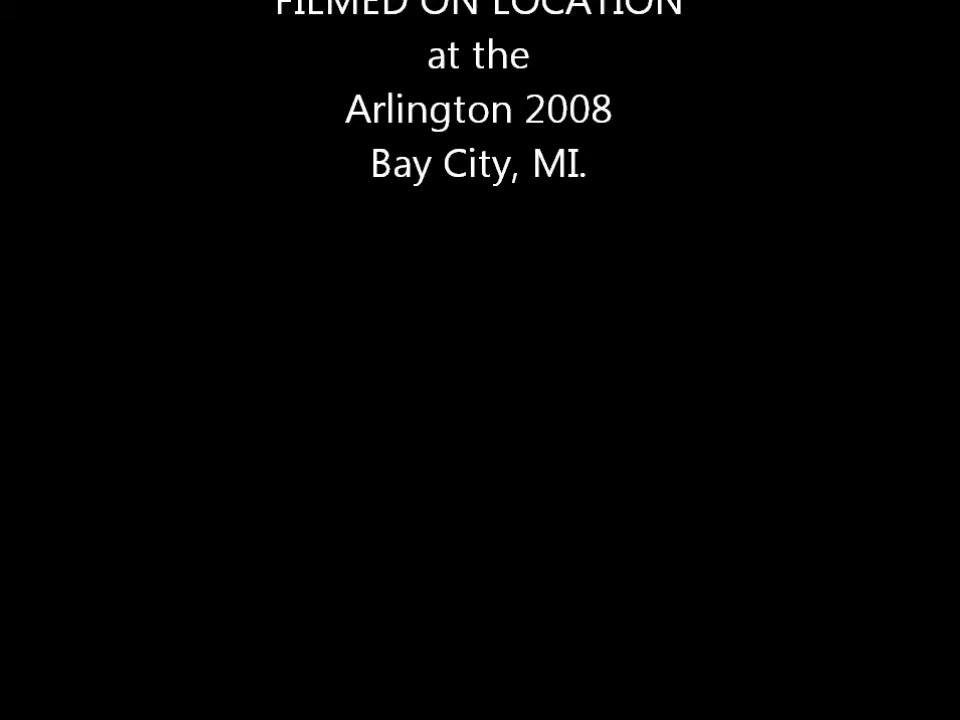 FILMED ON LOCATION
at the
Arlington 2008
Bay City, MI.